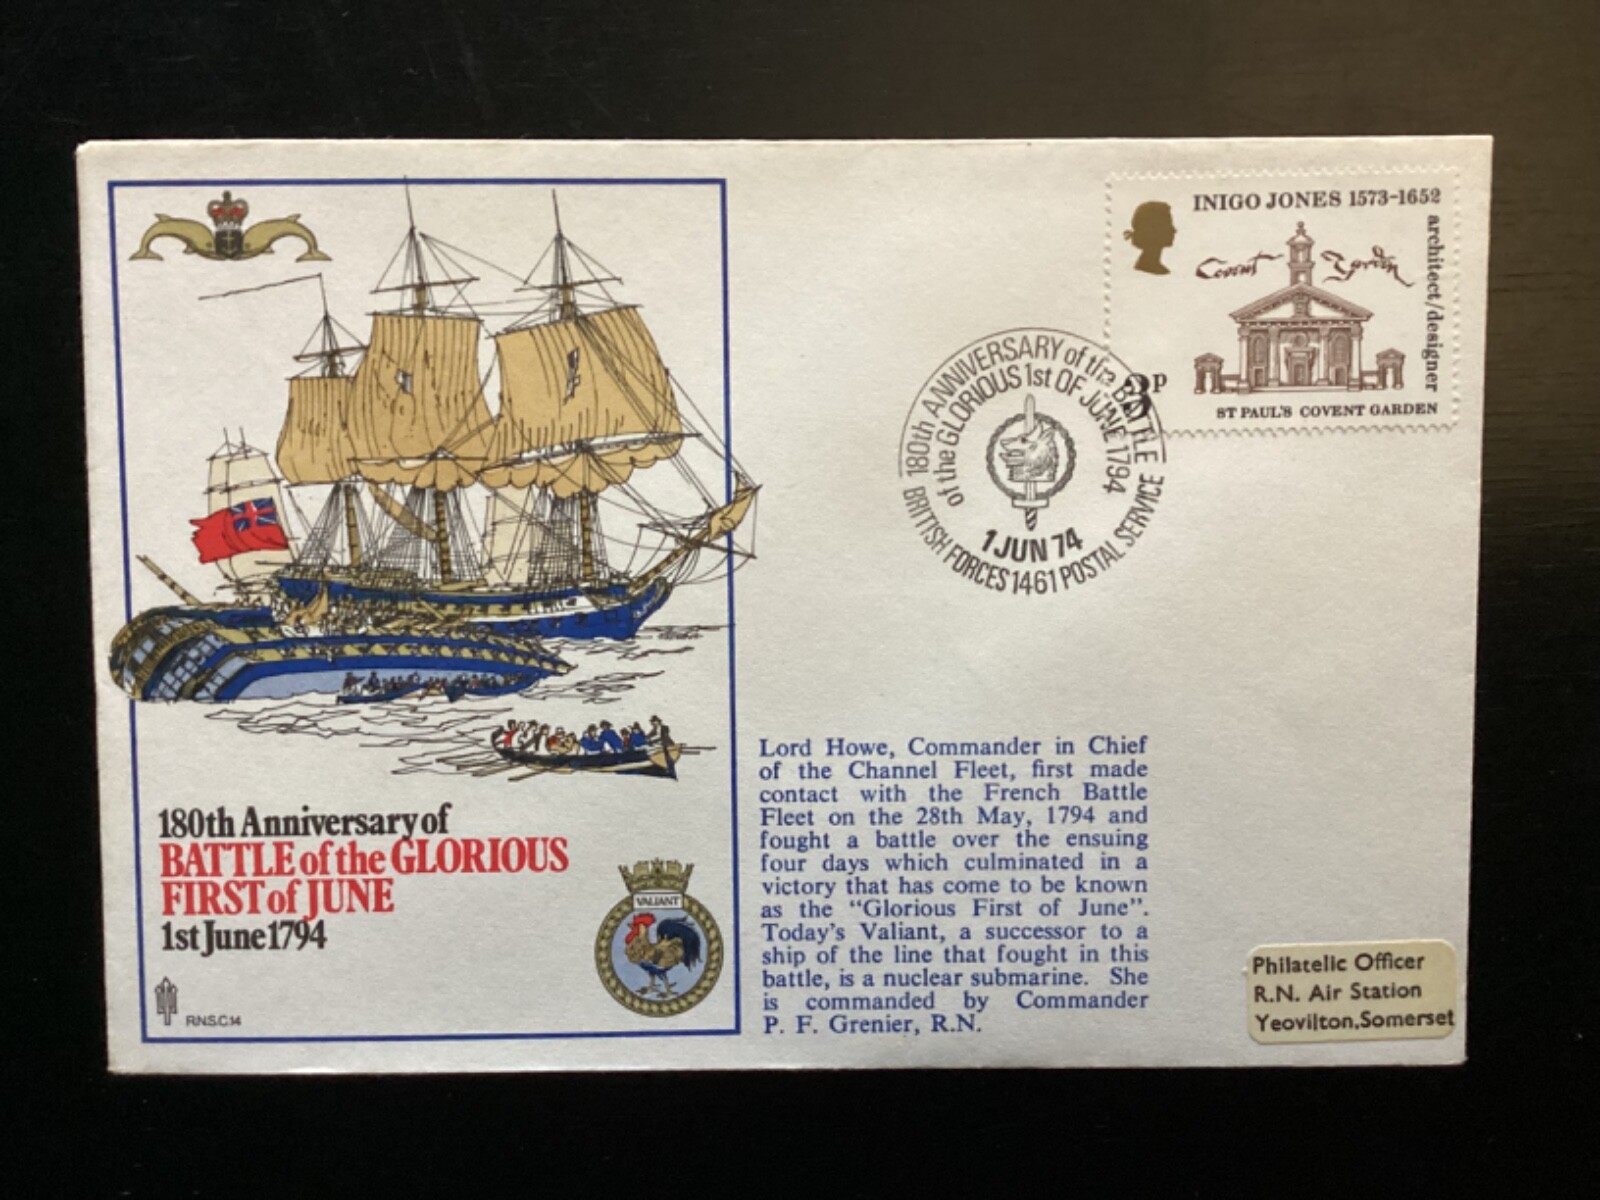 INIGO JONES 1573-1652
architect/designer
Covent Garden
3p
ST PAUL'S COVENT GARDEN
180th ANNIVERSARY of the BATTLE
of the GLORIOUS 1st OF JUNE 1794
1 JUN 74
BRITISH FORCES 1461 POSTAL SERVICE
180th Anniversary of
BATTLE of the GLORIOUS
FIRST of JUNE
1st June 1794
VALIANT
R.N.S.C.14
Lord Howe, Commander in Chief
of the Channel Fleet, first made
contact with the French Battle
Fleet on the 28th May, 1794 and
fought a battle over the ensuing
four days which culminated in a
victory that has come to be known
as the "Glorious First of June".
Today's Valiant, a successor to a
ship of the line that fought in this
battle, is a nuclear submarine. She
is commanded by Commander
P. F. Grenier, R.N.
Philatelic Officer
R.N. Air Station
Yeovilton,Somerset